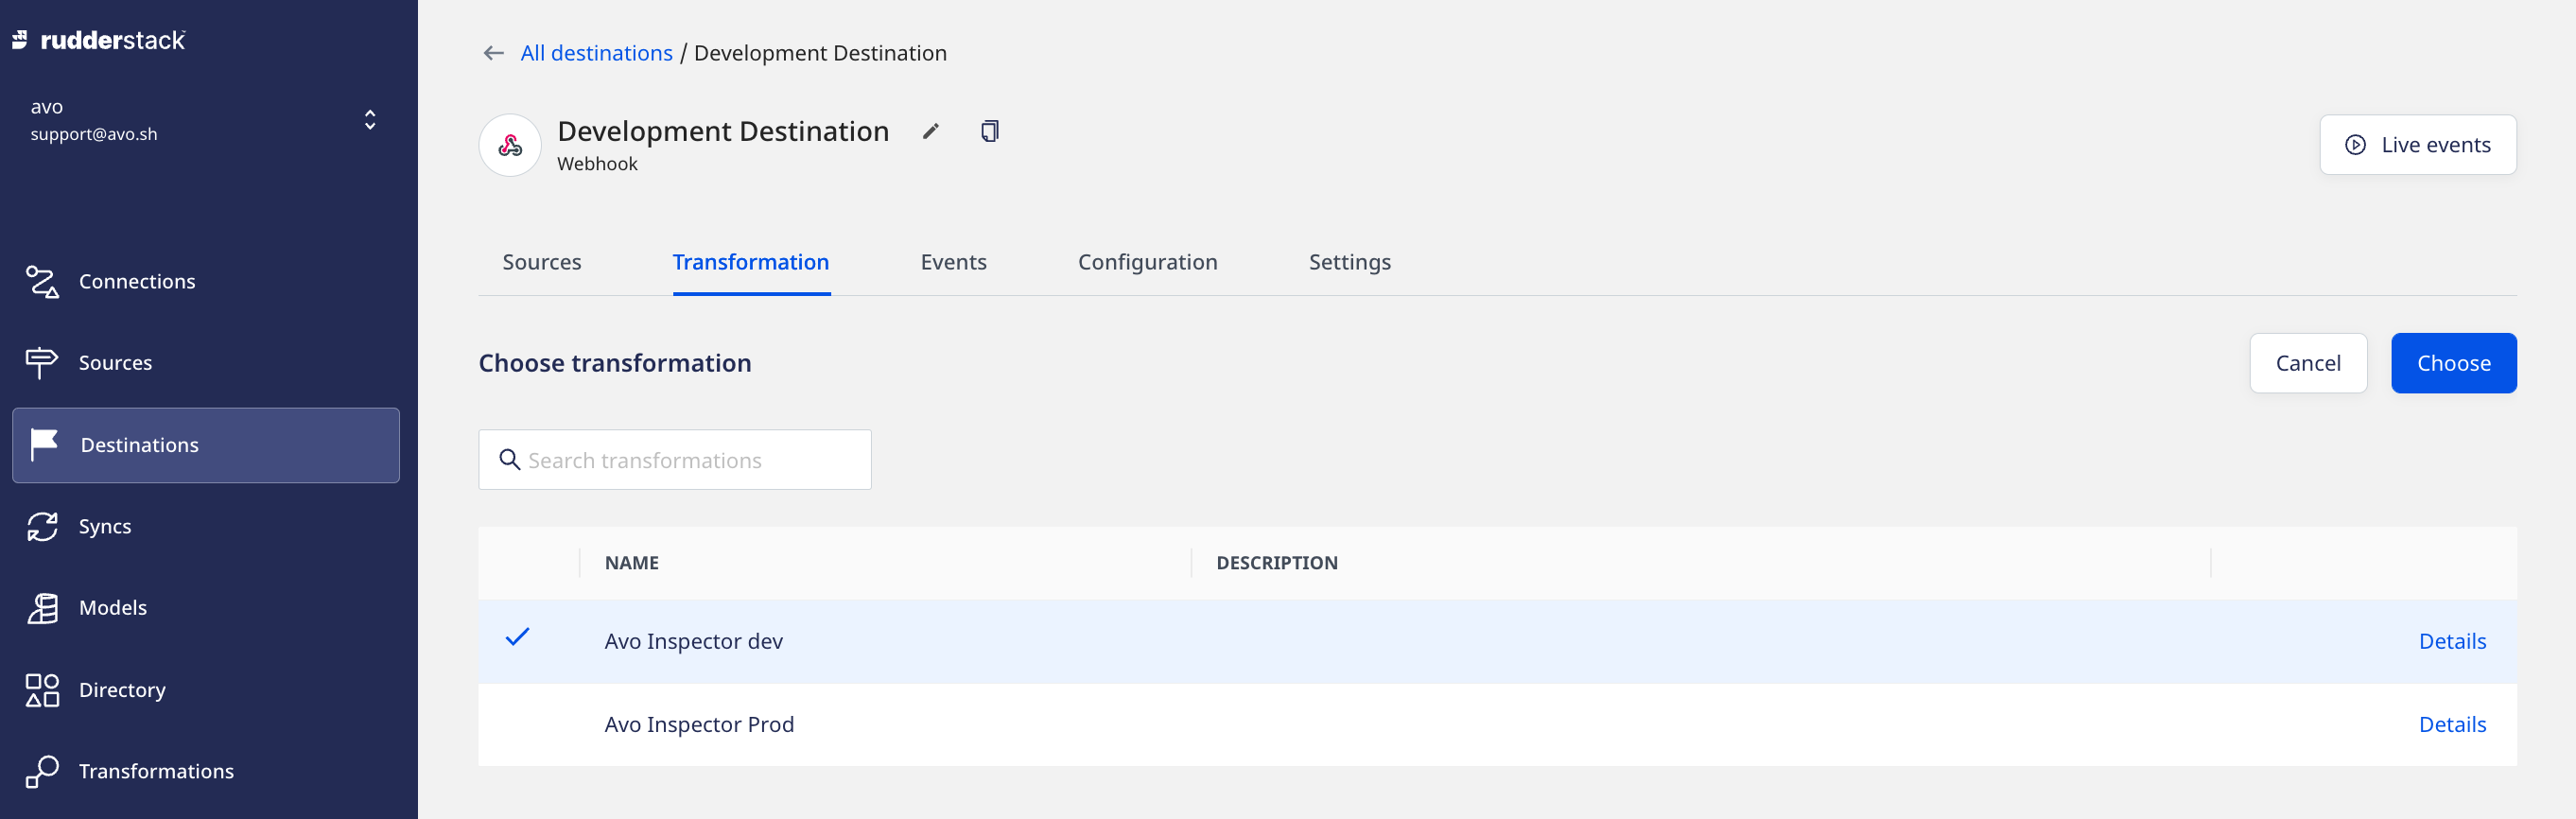 rudderstack
avo
support@avo.sh
Connections
Sources
Destinations
Syncs
Models
Directory
Transformations
All destinations / Development Destination
Development Destination
Webhook
Live events
Sources Transformation Events Configuration Settings
Choose transformation
Cancel Choose
Search transformations
NAME DESCRIPTION
Avo Inspector dev Details
Avo Inspector Prod Details